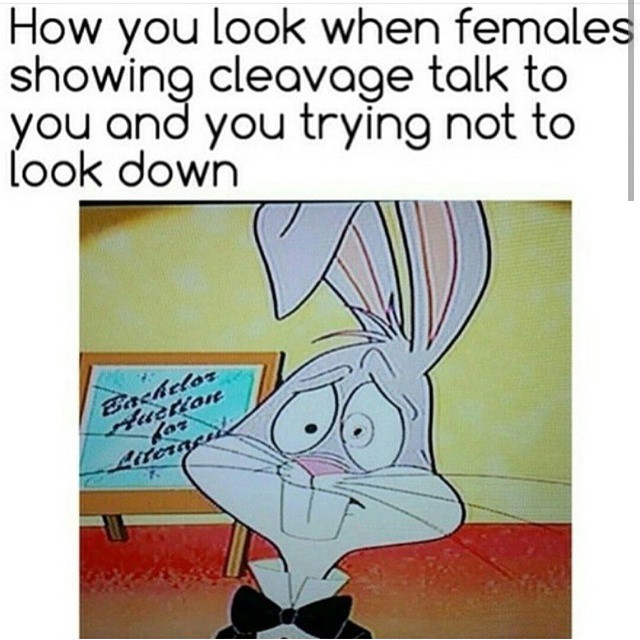 How you look when females
showing cleavage talk to
you and you trying not to
look down
Bachelor
Auction
for
Literacy